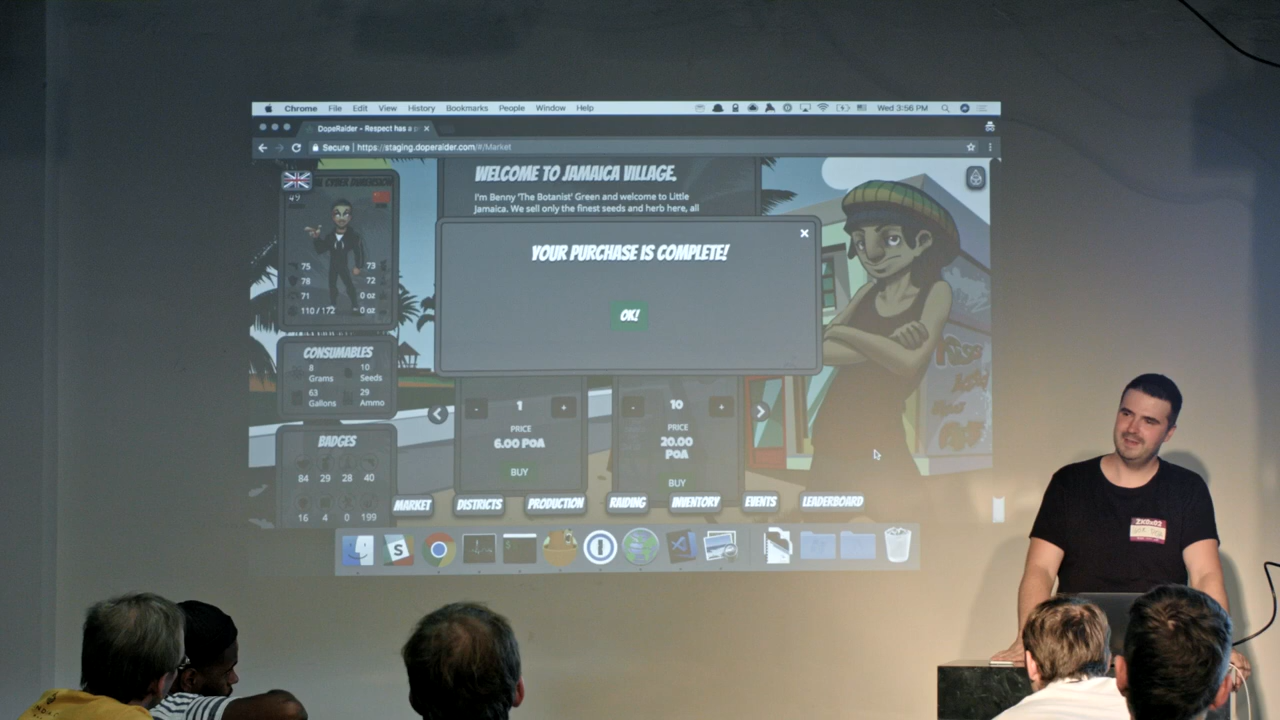 Chrome File Edit View History Bookmarks People Window Help Wed 3:56 PM
DopeRaider - Respect has a
Secure | https://staging.doperaider.com/#/Market
WELCOME TO JAMAICA VILLAGE.
I'm Benny 'The Botanist' Green and welcome to Little
Jamaica. We sell only the finest seeds and herb here, all
75 73
78 72
71 0 oz
110 / 172 0 oz
YOUR PURCHASE IS COMPLETE!
OK!
CONSUMABLES
8 10
Grams Seeds
63 29
Gallons Ammo
BADGES
84 29 28 40
16 4 0 199
- 1 +
PRICE
6.00 POA
BUY
- 10 +
PRICE
20.00
POA
BUY
MARKET DISTRICTS PRODUCTION RAIDING INVENTORY EVENTS LEADERBOARD
S